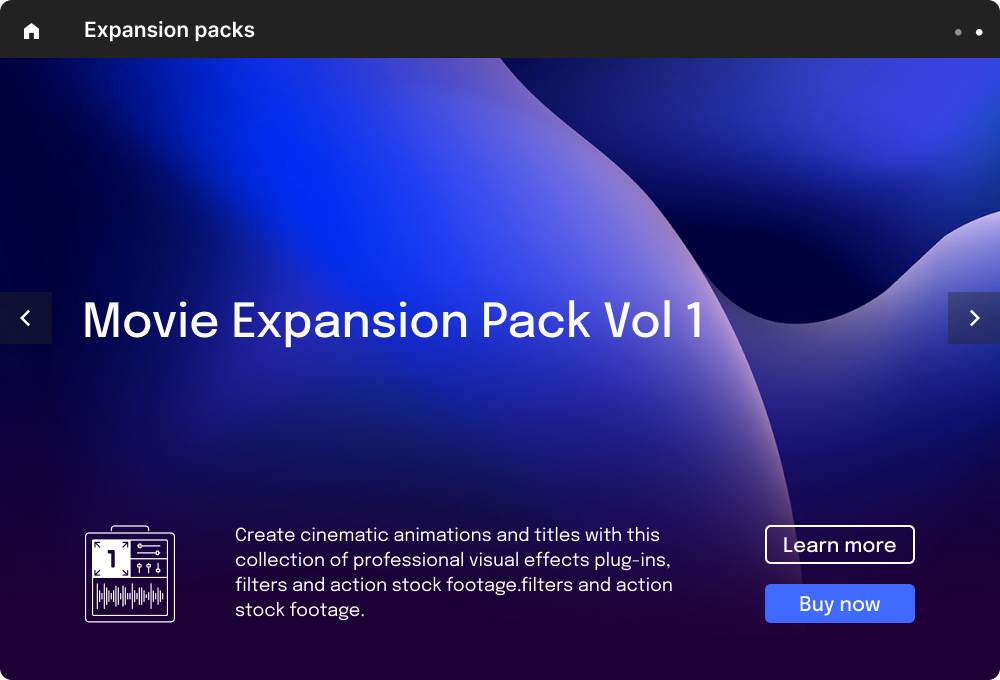 Expansion packs
Movie Expansion Pack Vol 1
1
Create cinematic animations and titles with this
collection of professional visual effects plug-ins,
filters and action stock footage.filters and action
stock footage.
Learn more
Buy now